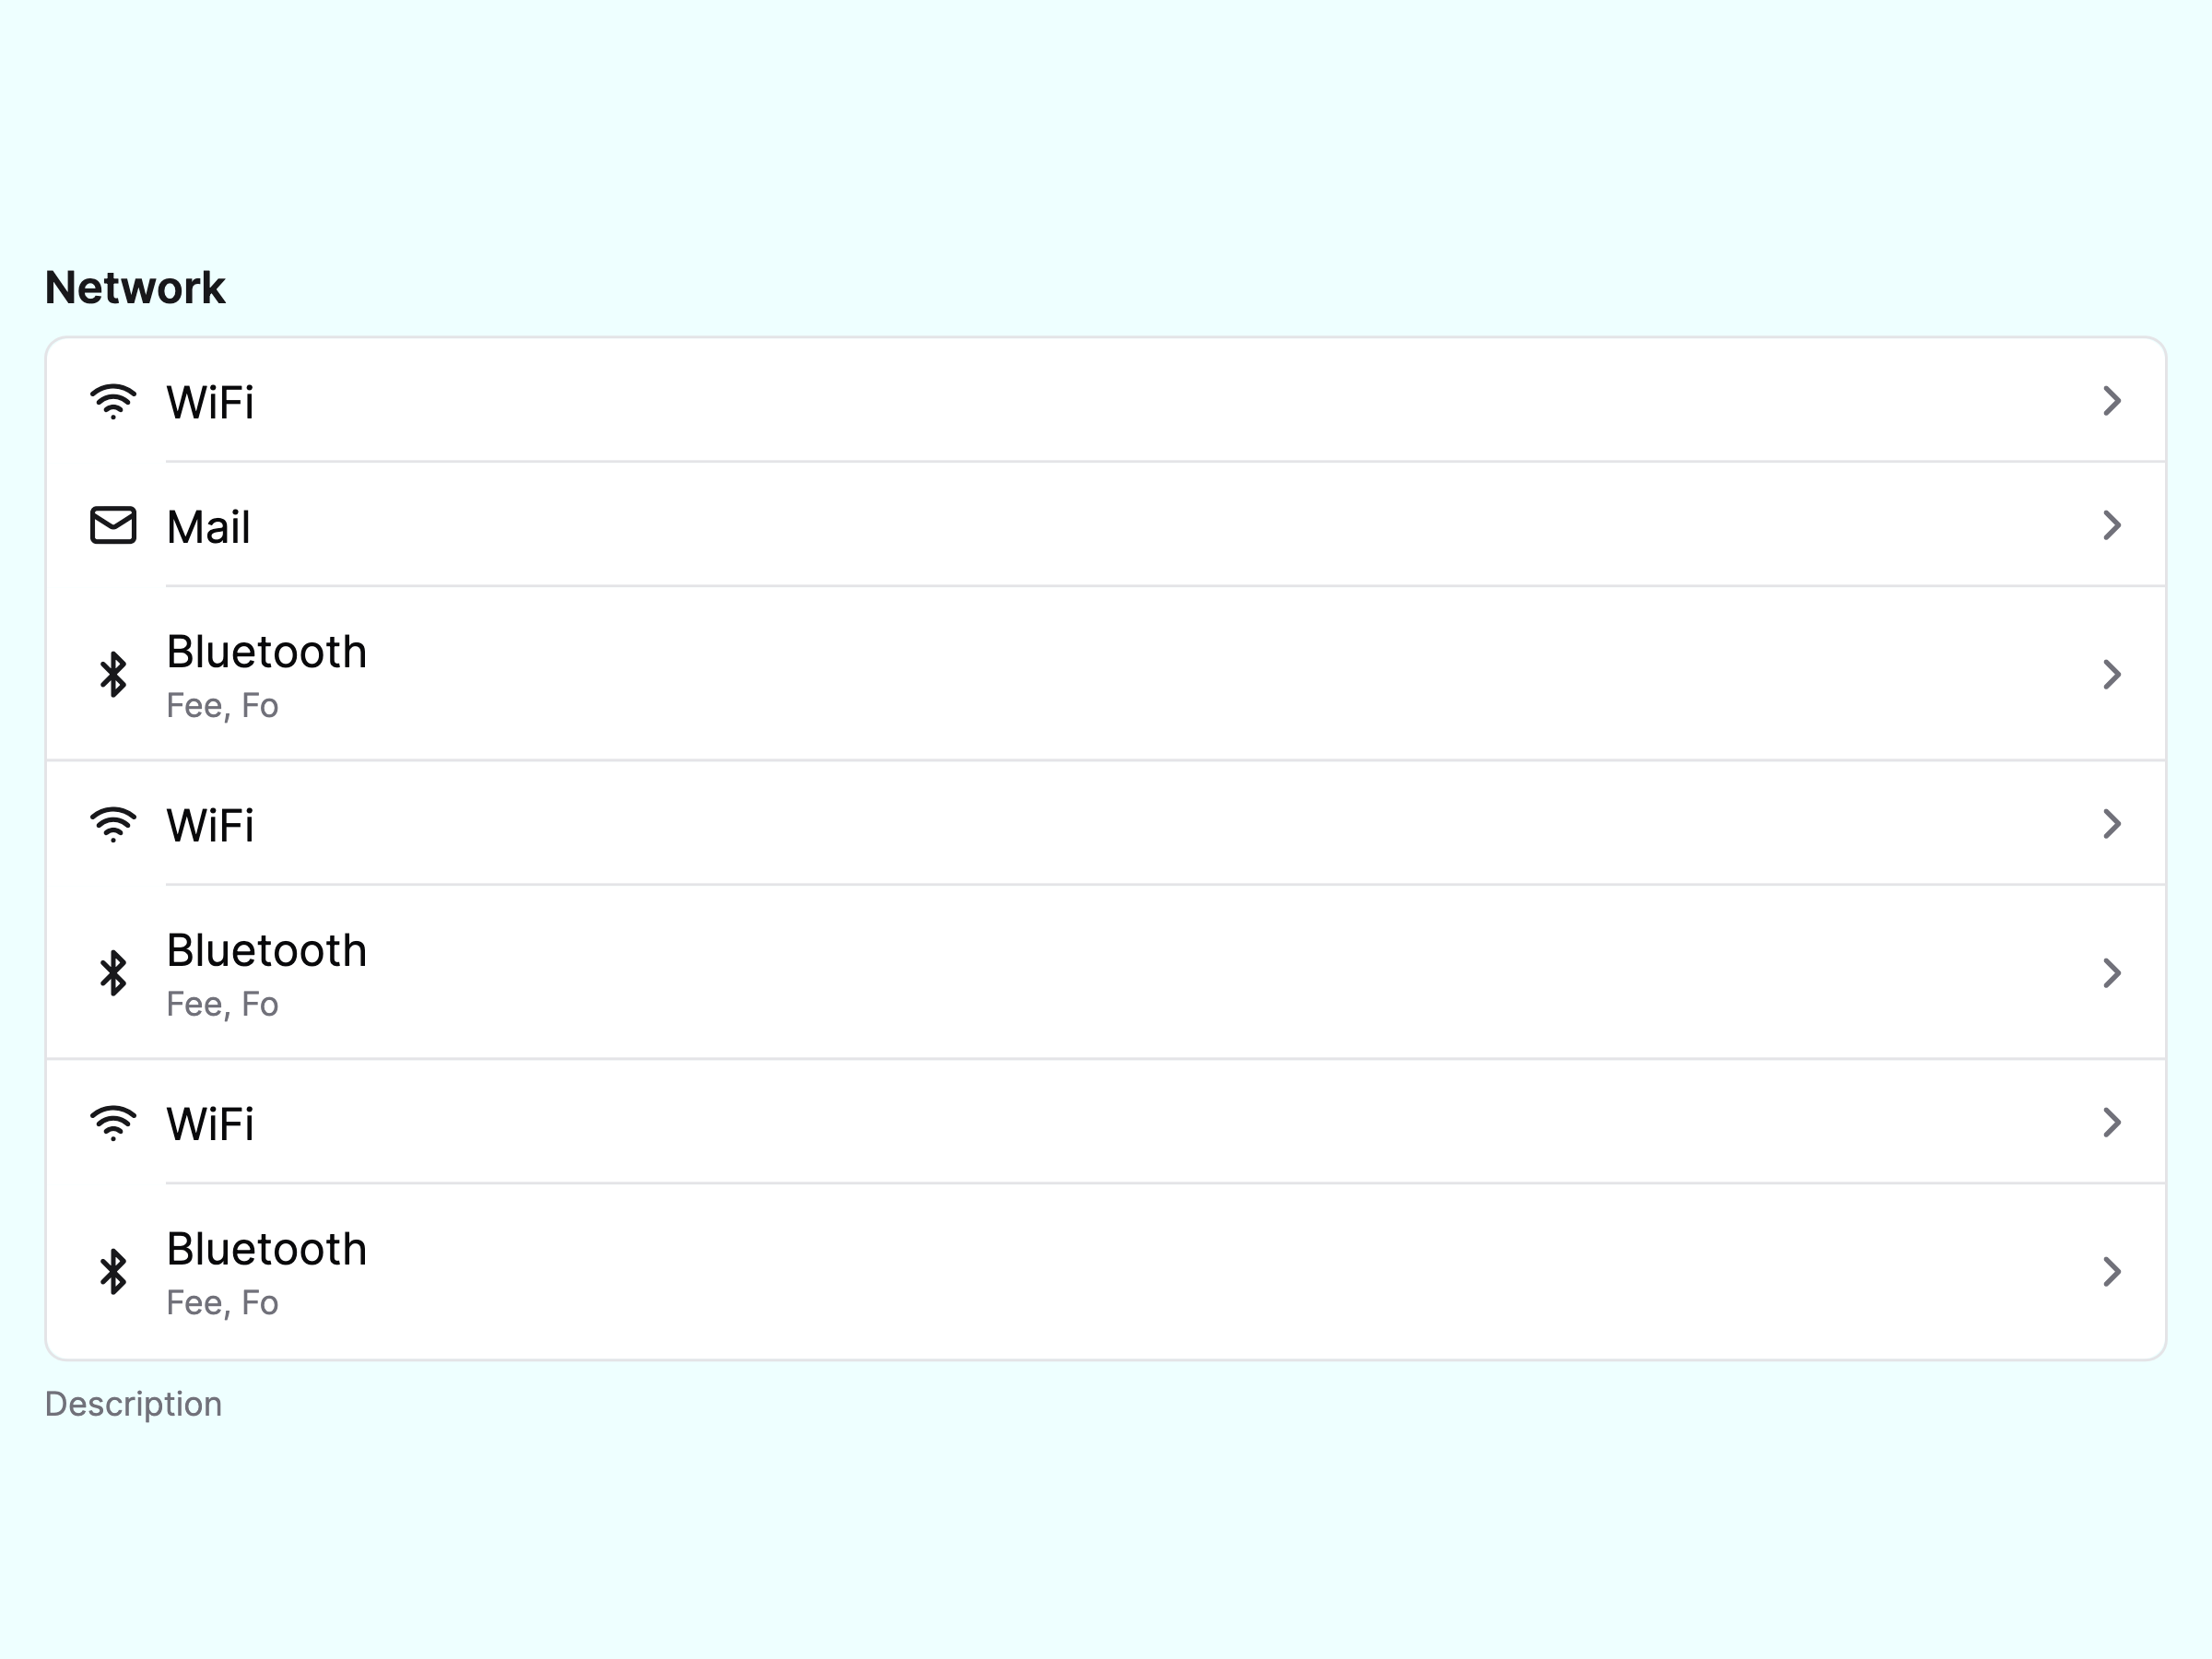 Network
WiFi
Mail
Bluetooth
Fee, Fo
WiFi
Bluetooth
Fee, Fo
WiFi
Bluetooth
Fee, Fo
Description